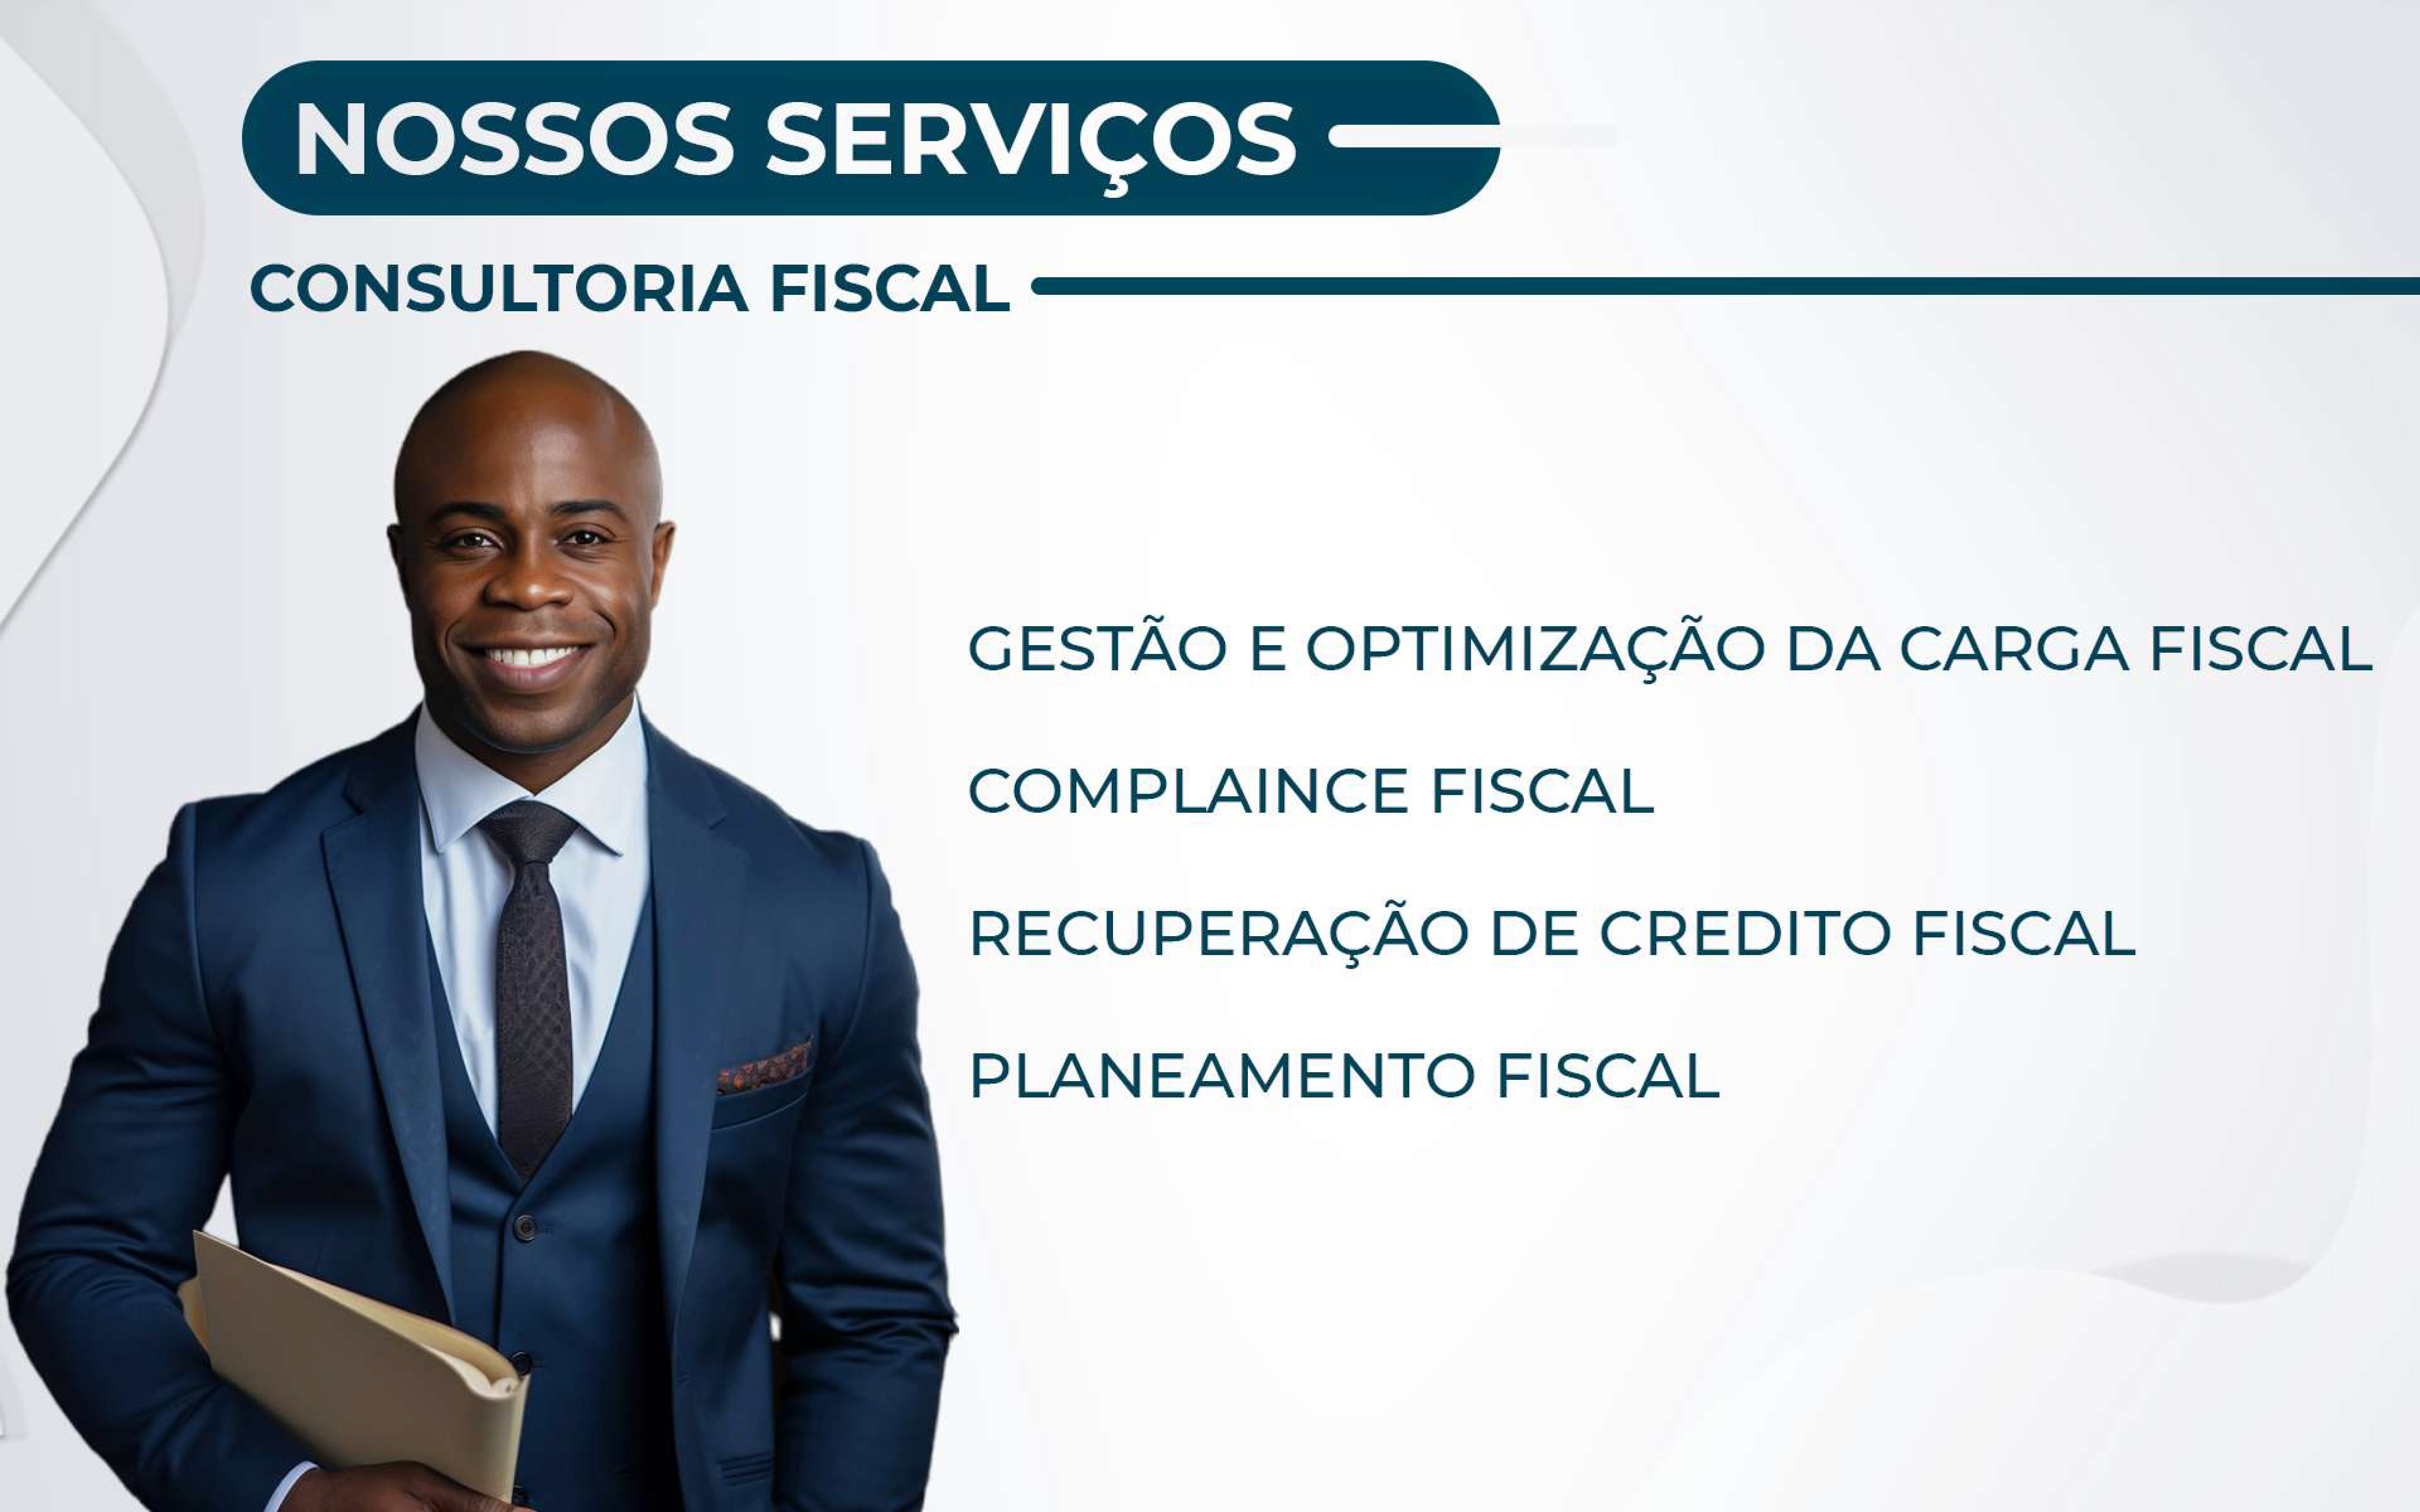 NOSSOS SERVIÇOS
CONSULTORIA FISCAL
GESTÃO E OPTIMIZAÇÃO DA CARGA FISCAL
COMPLAINCE FISCAL
RECUPERAÇÃO DE CREDITO FISCAL
PLANEAMENTO FISCAL